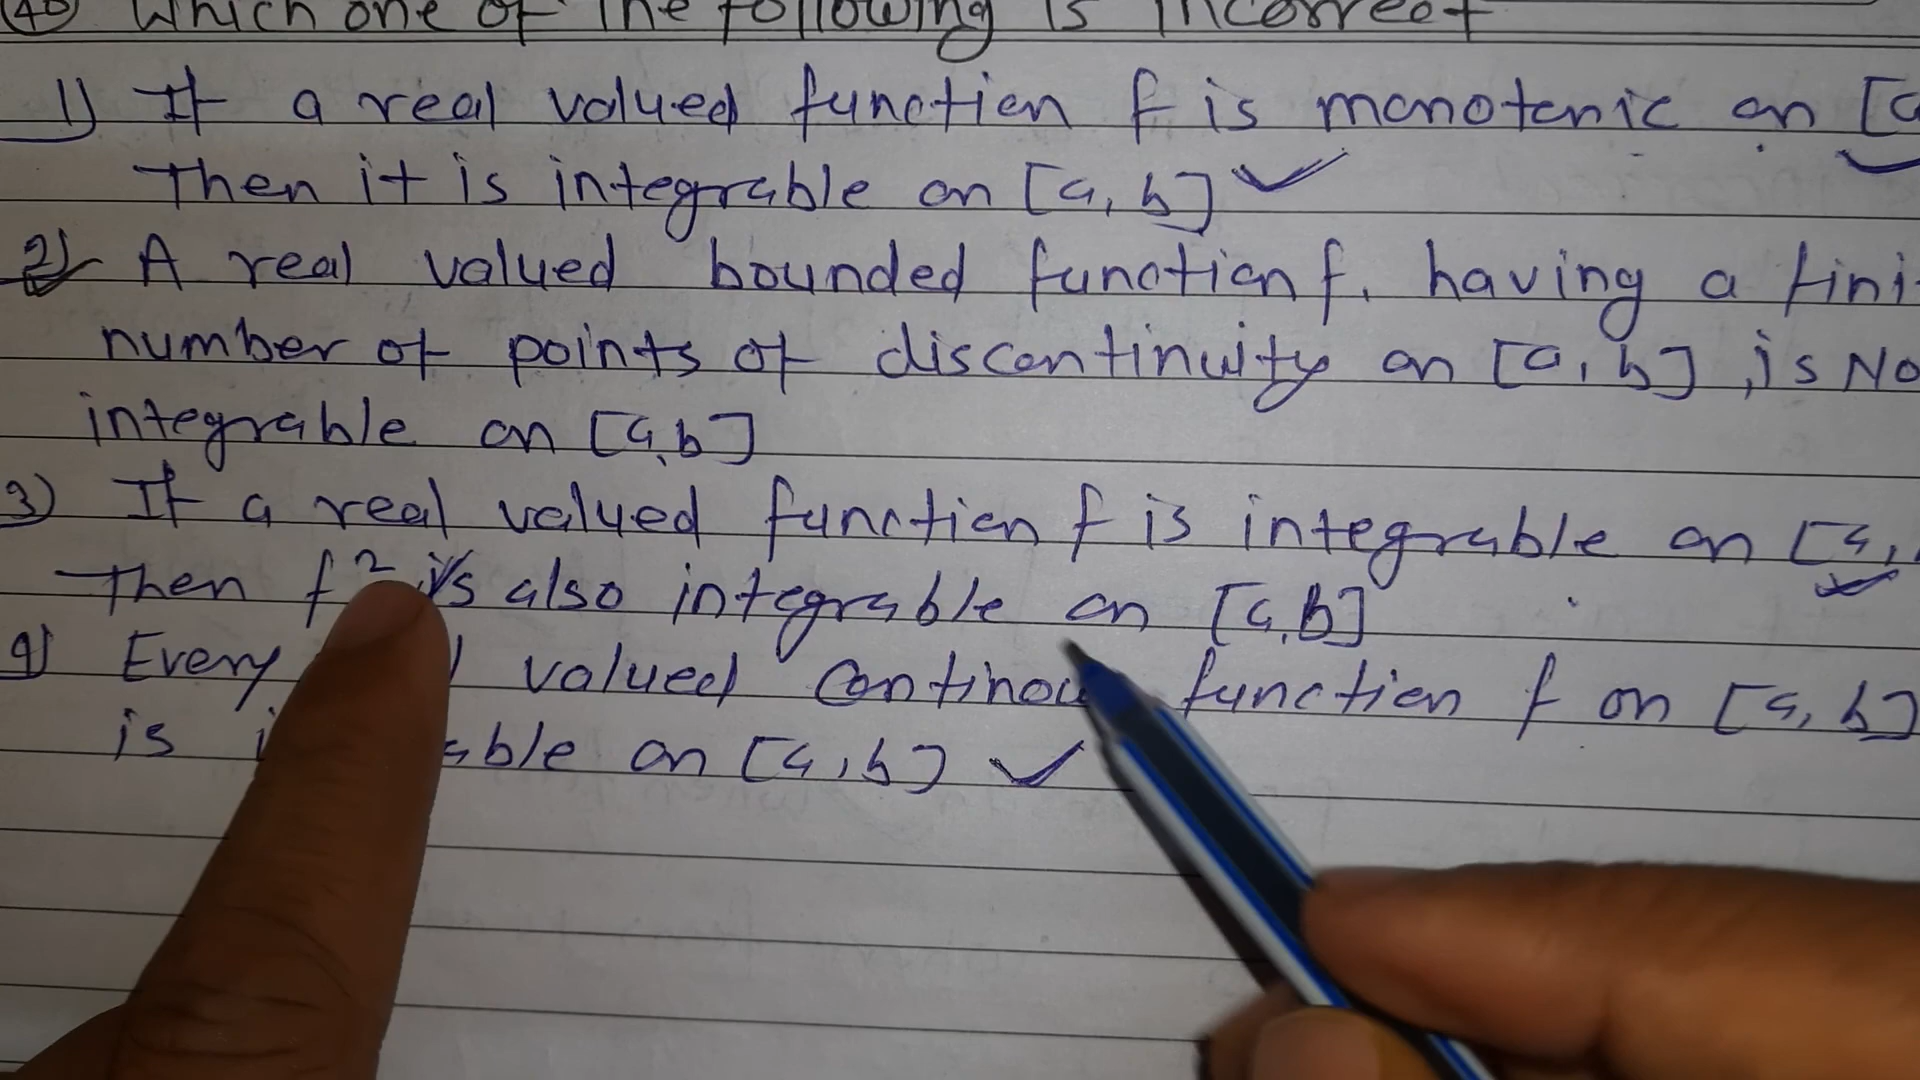 40 Which one of the following is incorrect
1) If a real valued function f is monotonic on [a
Then it is integrable on [a, b] ✓
2) A real valued bounded function f. having a fini
number of points of discontinuity on [a, b], is No
integrable on [a,b]
3) If a real valued function f is integrable on [a,
Then f² is also integrable on [a,b]
4) Every valued Continou function f on [a, b]
is able on [a, b] ✓